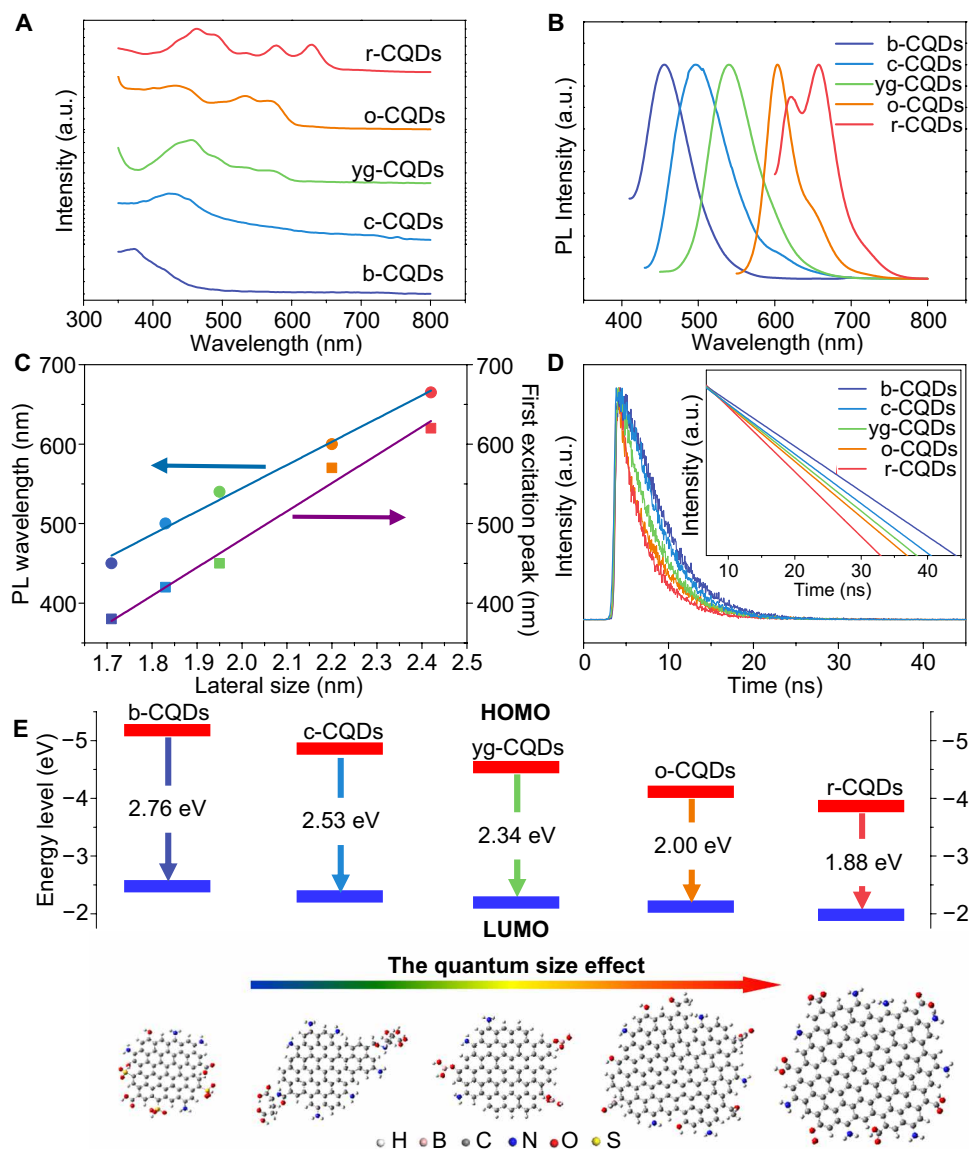 A
r-CQDs
o-CQDs
yg-CQDs
c-CQDs
b-CQDs
Intensity (a.u.)
300 400 500 600 700 800
Wavelength (nm)
B
b-CQDs
c-CQDs
yg-CQDs
o-CQDs
r-CQDs
PL Intensity (a.u.)
400 500 600 700 800
Wavelength (nm)
C
700
600
500
400
PL wavelength (nm)
700
600
500
400
First excitation peak (nm)
1.7 1.8 1.9 2.0 2.1 2.2 2.3 2.4 2.5
Lateral size (nm)
D
Intensity (a.u.)
0 5 10 15 20 25 30 35 40 45
Time (ns)
b-CQDs
c-CQDs
yg-CQDs
o-CQDs
r-CQDs
Intensity (a.u.)
10 20 30 40
Time (ns)
E
HOMO
b-CQDs
c-CQDs
yg-CQDs
o-CQDs
r-CQDs
Energy level (eV)
−5
−4
−3
−2
−5
−4
−3
−2
2.76 eV
2.53 eV
2.34 eV
2.00 eV
1.88 eV
LUMO
The quantum size effect
H B C N O S